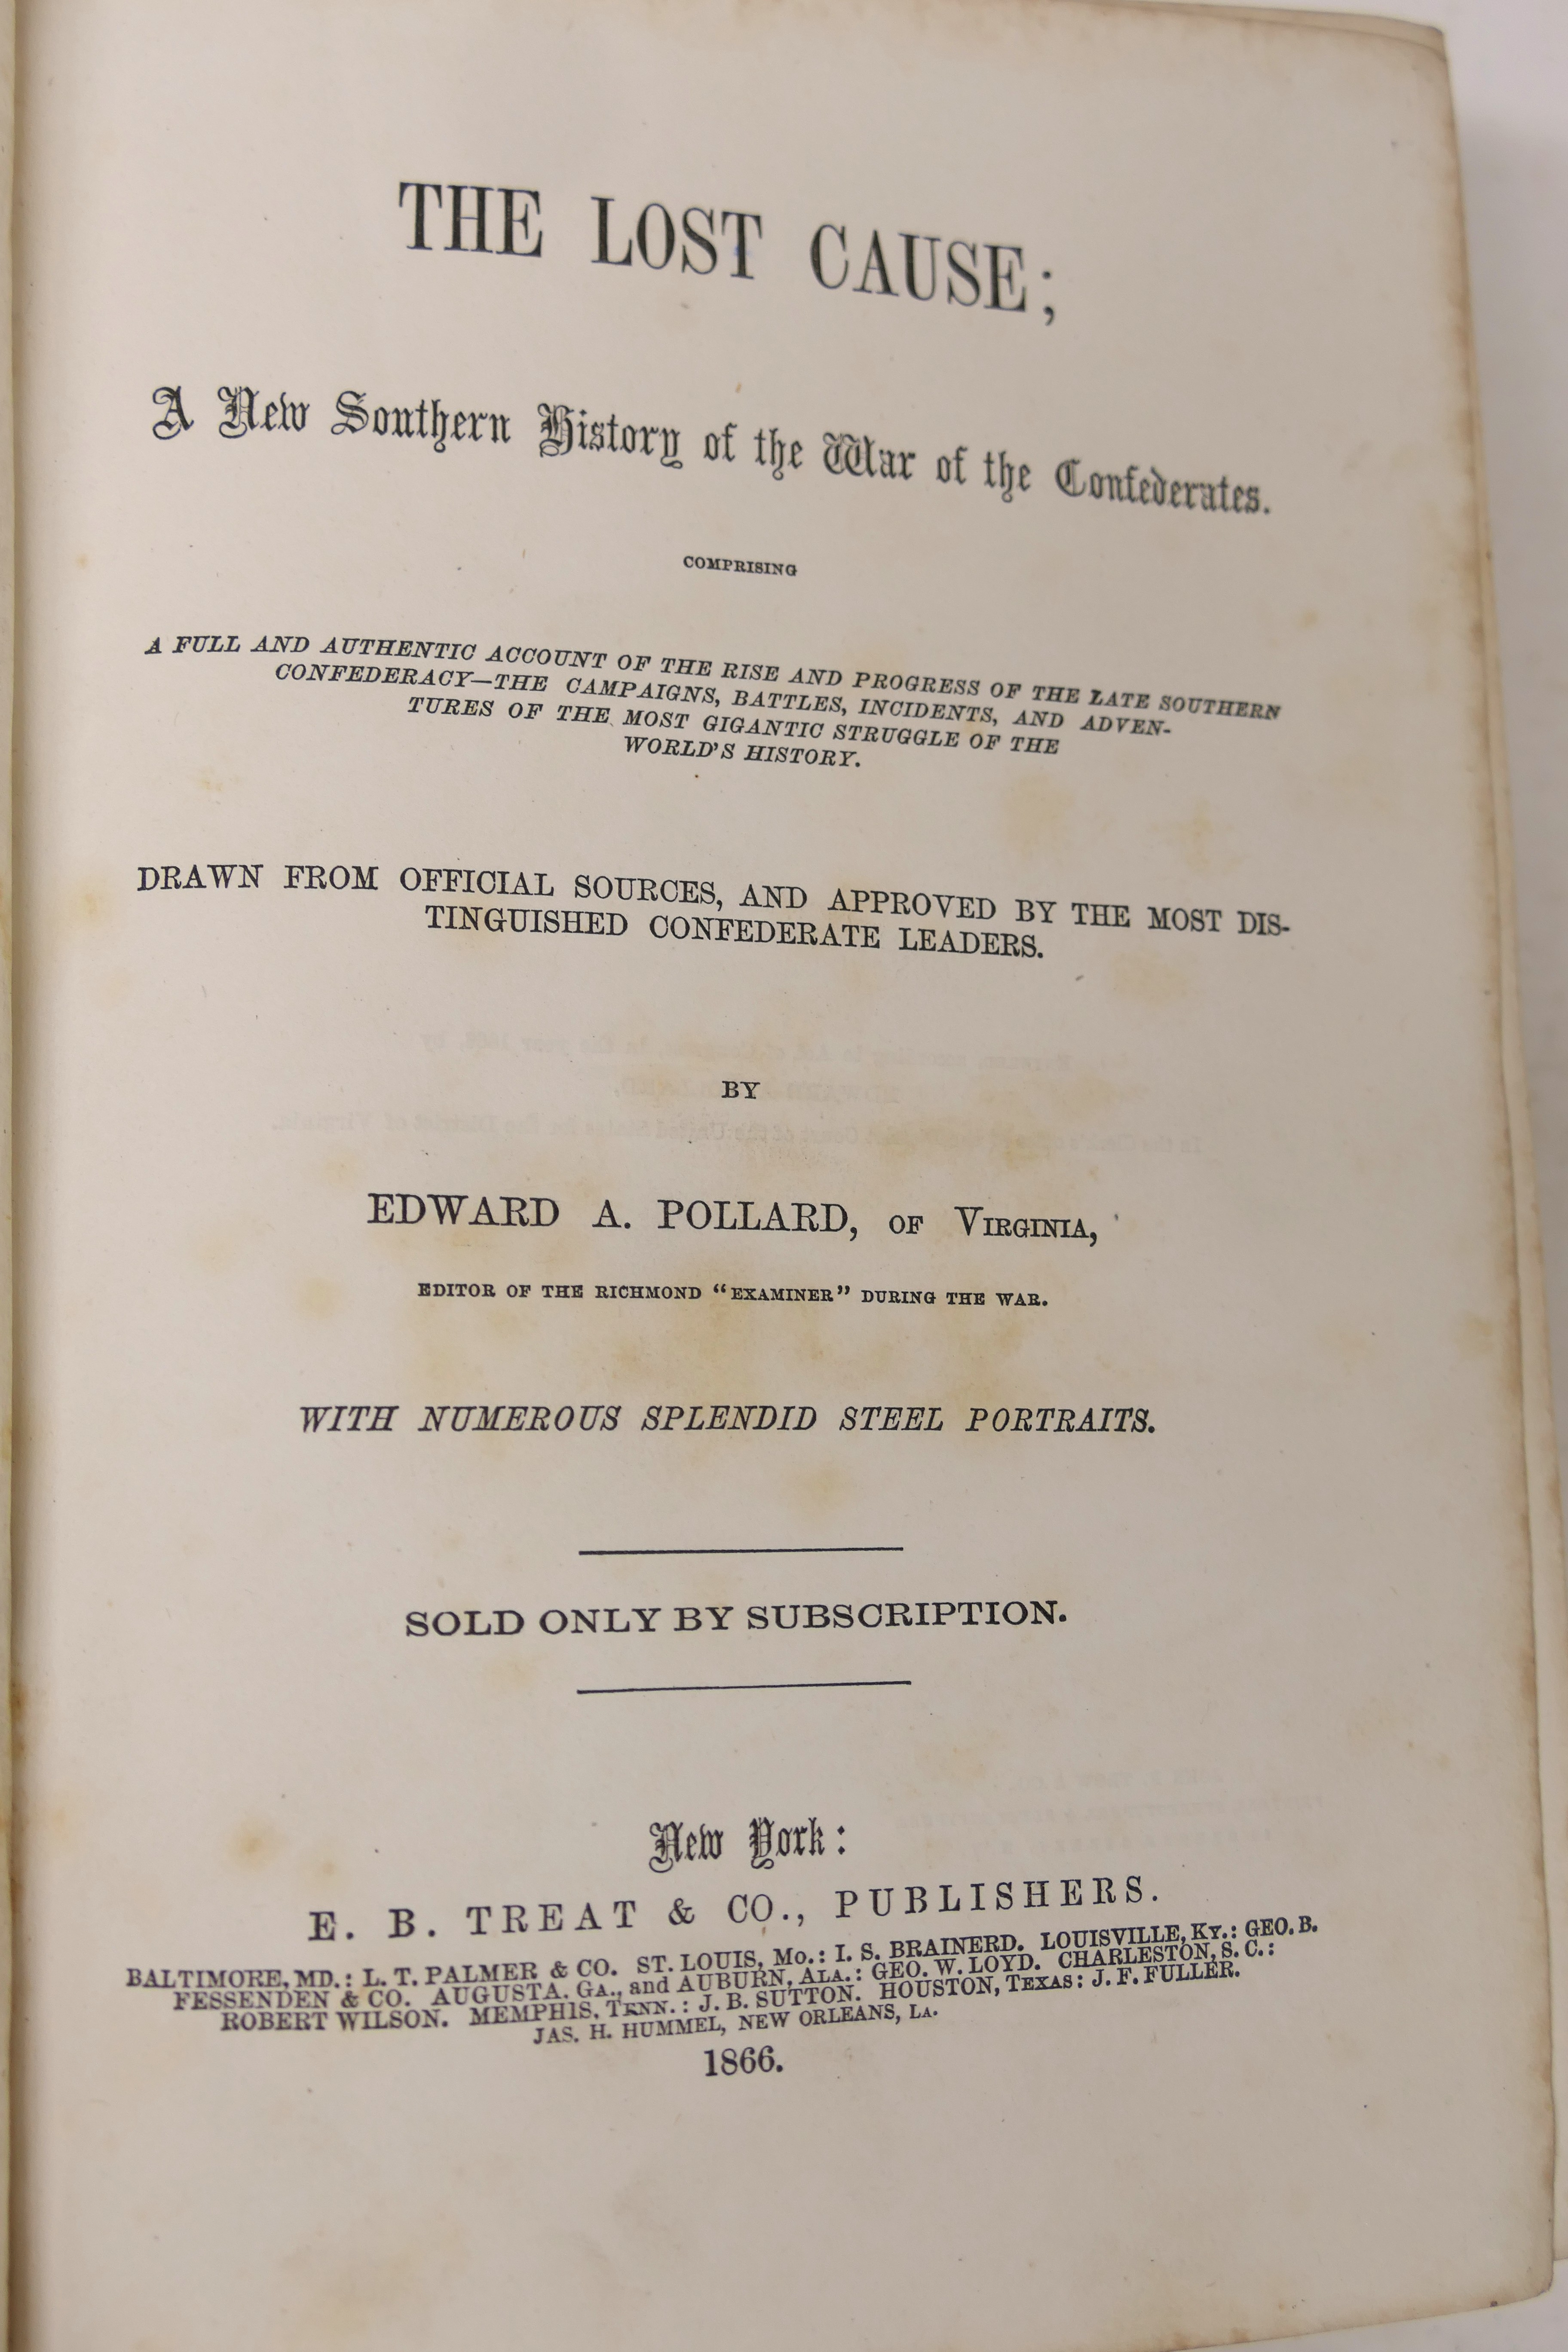 THE LOST CAUSE;
A New Southern History of the War of the Confederates.
COMPRISING
A FULL AND AUTHENTIC ACCOUNT OF THE RISE AND PROGRESS OF THE LATE SOUTHERN
CONFEDERACY—THE CAMPAIGNS, BATTLES, INCIDENTS, AND ADVEN-
TURES OF THE MOST GIGANTIC STRUGGLE OF THE
WORLD'S HISTORY.
DRAWN FROM OFFICIAL SOURCES, AND APPROVED BY THE MOST DIS-
TINGUISHED CONFEDERATE LEADERS.
BY
EDWARD A. POLLARD, OF VIRGINIA,
EDITOR OF THE RICHMOND “EXAMINER” DURING THE WAR.
WITH NUMEROUS SPLENDID STEEL PORTRAITS.
SOLD ONLY BY SUBSCRIPTION.
New York:
E. B. TREAT & CO., PUBLISHERS.
BALTIMORE, MD.: L. T. PALMER & CO. ST. LOUIS, Mo.: I. S. BRAINERD. LOUISVILLE, KY.: GEO. B.
FESSENDEN & CO. AUGUSTA, GA., and AUBURN, ALA.: GEO. W. LOYD. CHARLESTON, S. C.:
ROBERT WILSON. MEMPHIS, TENN.: J. B. SUTTON. HOUSTON, TEXAS: J. F. FULLER.
JAS. H. HUMMEL, NEW ORLEANS, LA.
1866.